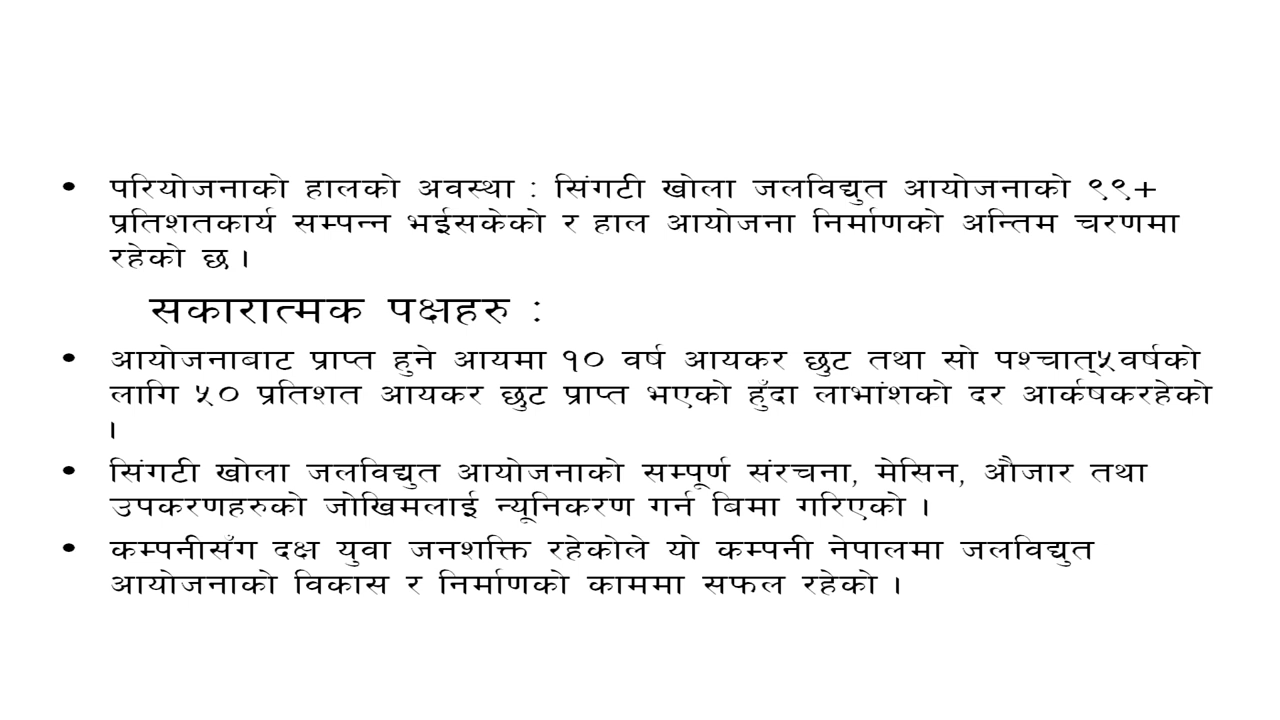 • परियोजनाको हालको अवस्था : सिंगटी खोला जलविद्युत आयोजनाको ९९+
प्रतिशतकार्य सम्पन्न भईसकेको र हाल आयोजना निर्माणको अन्तिम चरणमा
रहेको छ ।
सकारात्मक पक्षहरु :
• आयोजनाबाट प्राप्त हुने आयमा १० वर्ष आयकर छुट तथा सो पश्चात्५वर्षको
लागि ५० प्रतिशत आयकर छुट प्राप्त भएको हुँदा लाभांशको दर आर्कषकरहेको
।
• सिंगटी खोला जलविद्युत आयोजनाको सम्पूर्ण संरचना, मेसिन, औजार तथा
उपकरणहरुको जोखिमलाई न्यूनिकरण गर्न बिमा गरिएको ।
• कम्पनीसँग दक्ष युवा जनशक्ति रहेकोले यो कम्पनी नेपालमा जलविद्युत
आयोजनाको विकास र निर्माणको काममा सफल रहेको ।